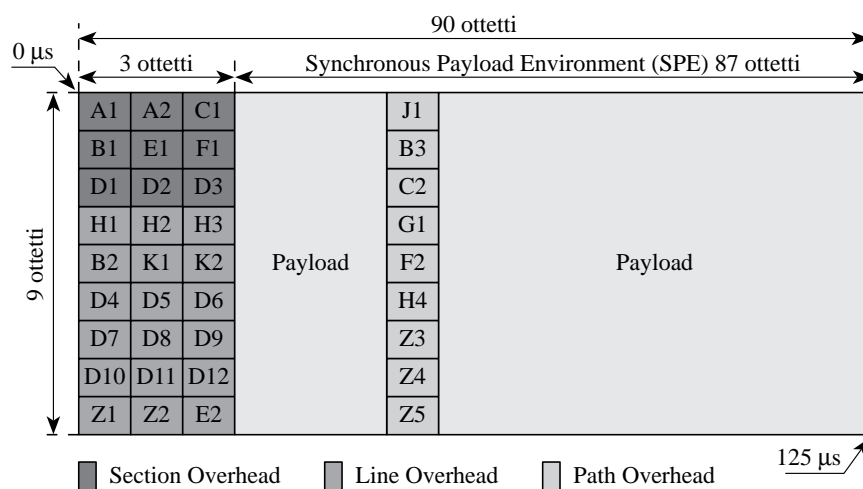 90 ottetti
0 μs
3 ottetti
Synchronous Payload Environment (SPE) 87 ottetti
A1 A2 C1 J1
B1 E1 F1 B3
D1 D2 D3 C2
H1 H2 H3 G1
9 ottetti
B2 K1 K2 Payload F2 Payload
D4 D5 D6 H4
D7 D8 D9 Z3
D10 D11 D12 Z4
Z1 Z2 E2 Z5
125 μs
Section Overhead Line Overhead Path Overhead